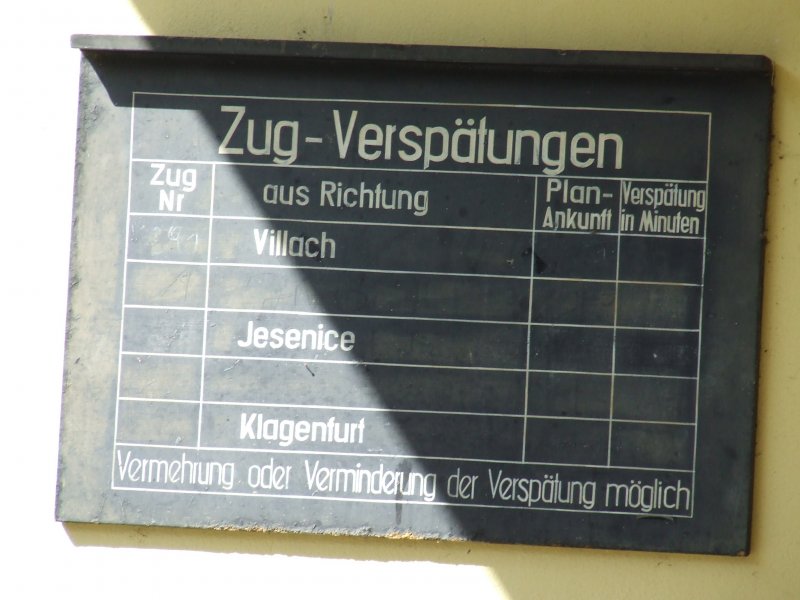 Zug-Verspätungen
Zug Nr aus Richtung Plan-Ankunft Verspätung in Minuten
Villach
Jesenice
Klagenfurt
Vermehrung oder Verminderung der Verspätung möglich